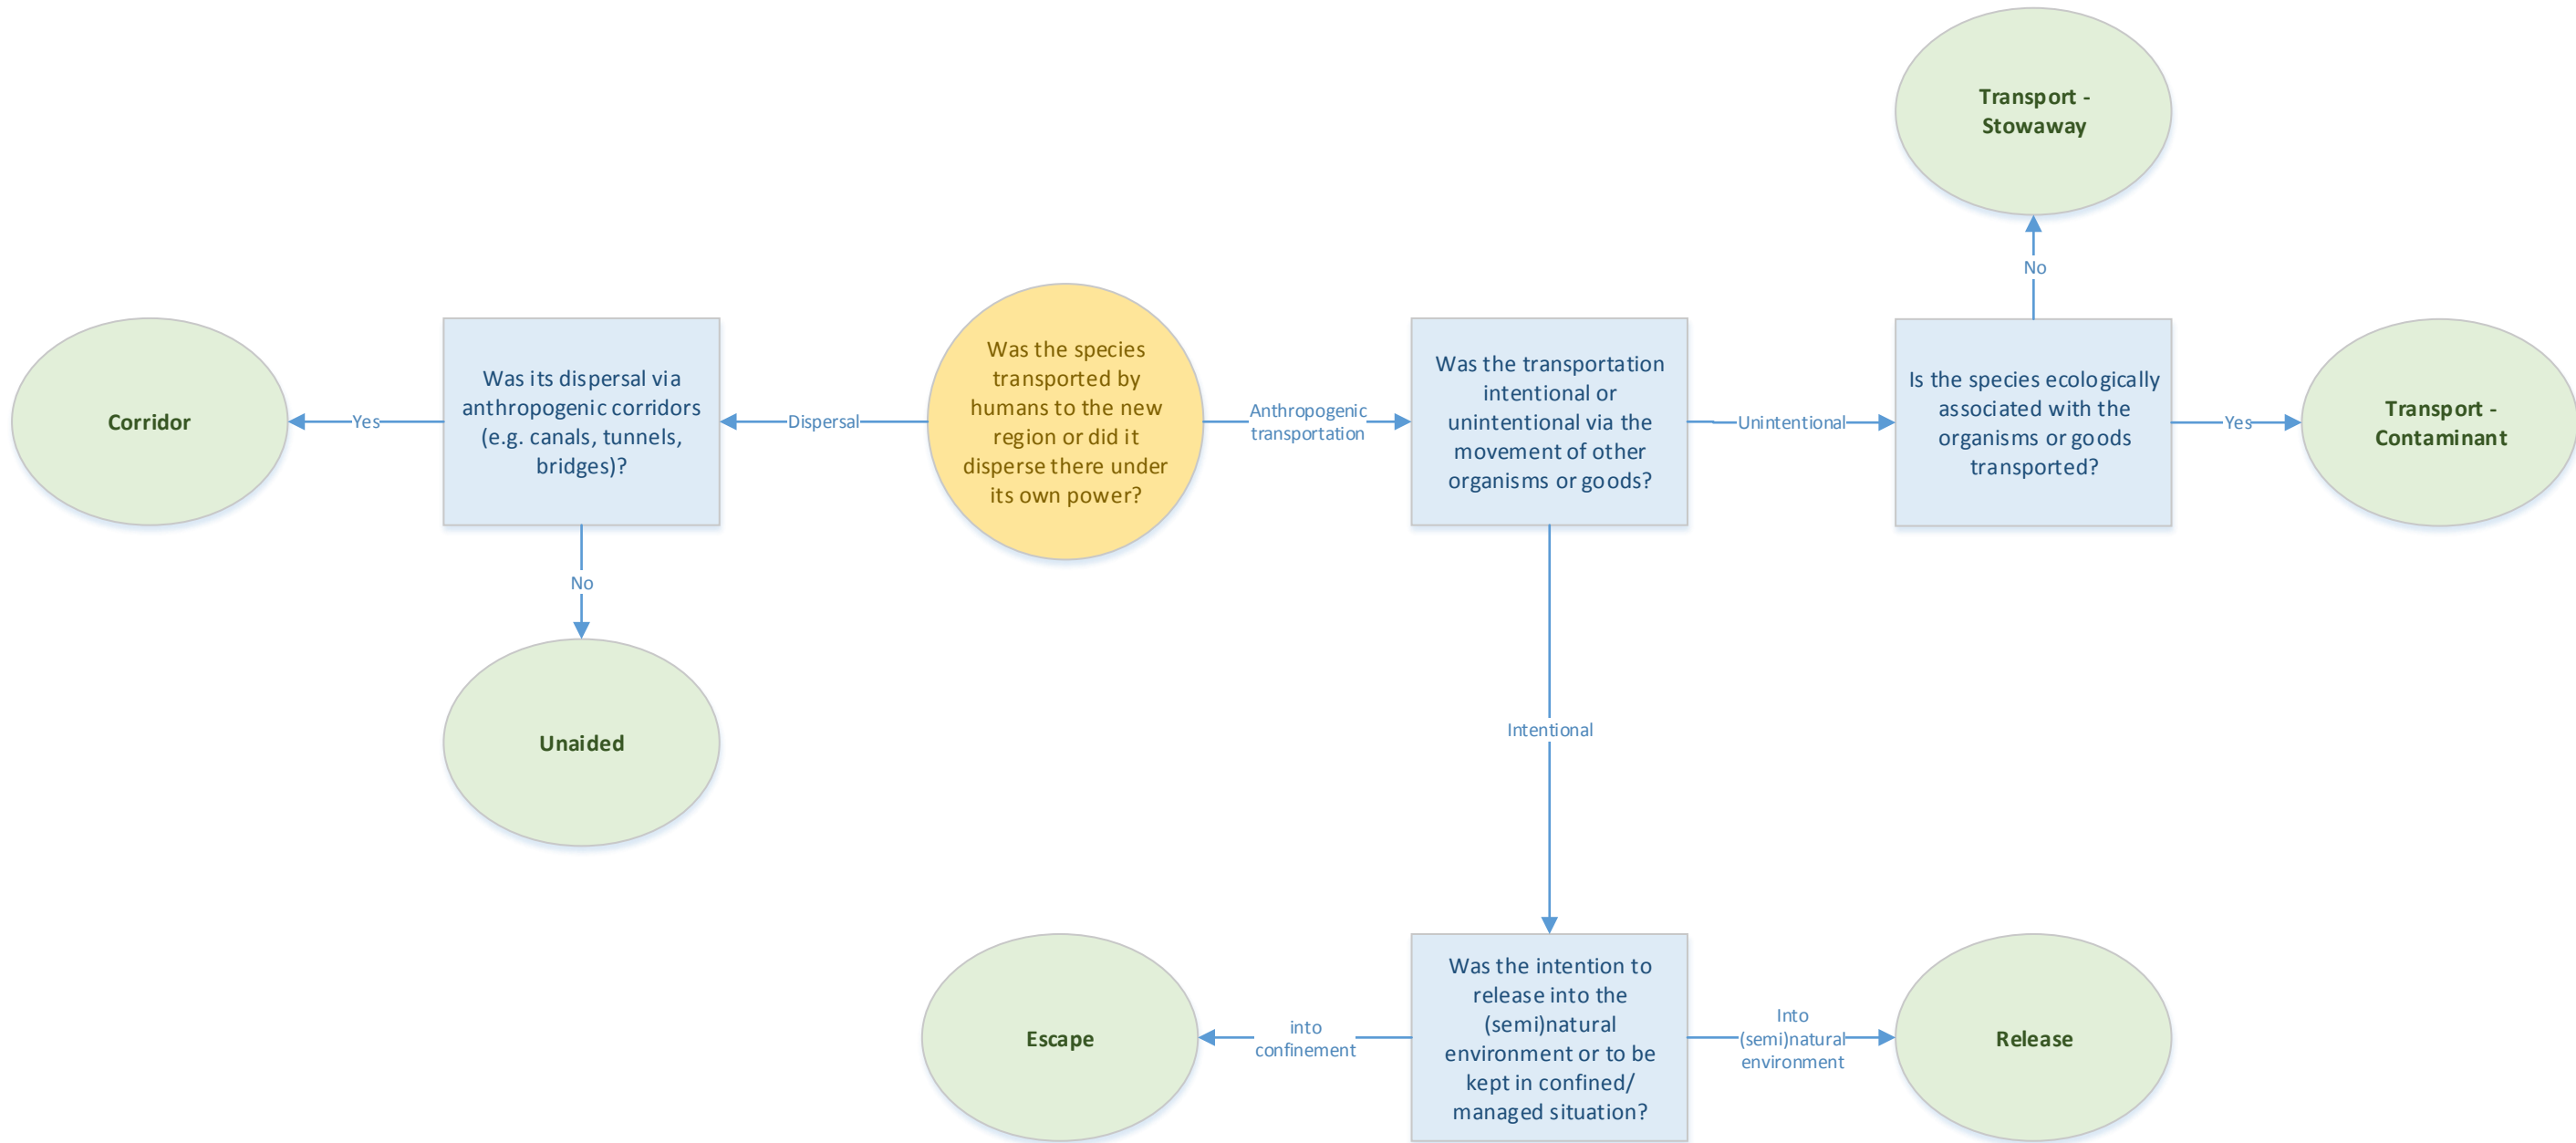 Transport -
Stowaway
No
Corridor
Yes
Was its dispersal via
anthropogenic corridors
(e.g. canals, tunnels,
bridges)?
Dispersal
Was the species
transported by
humans to the new
region or did it
disperse there under
its own power?
Anthropogenic
transportation
Was the transportation
intentional or
unintentional via the
movement of other
organisms or goods?
Unintentional
Is the species ecologically
associated with the
organisms or goods
transported?
Yes
Transport -
Contaminant
No
Unaided
Intentional
Escape
into
confinement
Was the intention to
release into the
(semi)natural
environment or to be
kept in confined/
managed situation?
Into
(semi)natural
environment
Release